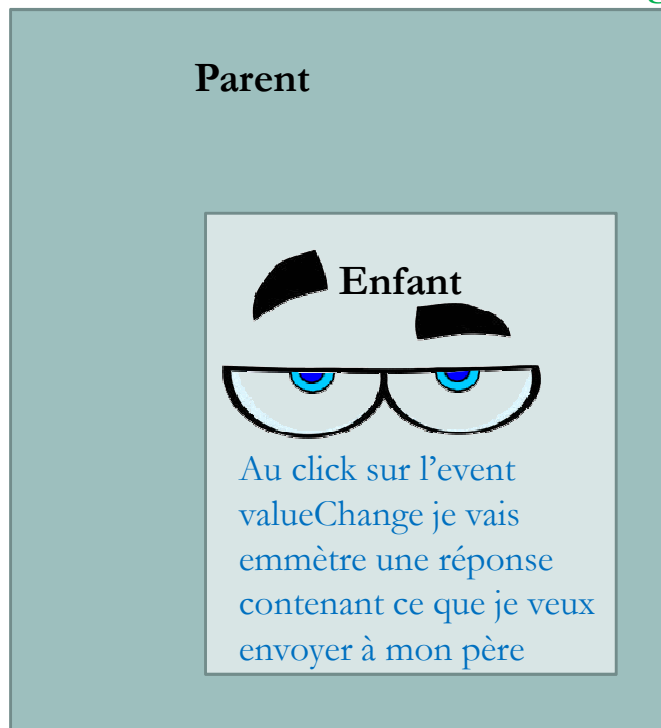 Parent
Enfant
Au click sur l’event
valueChange je vais
emmètre une réponse
contenant ce que je veux
envoyer à mon père